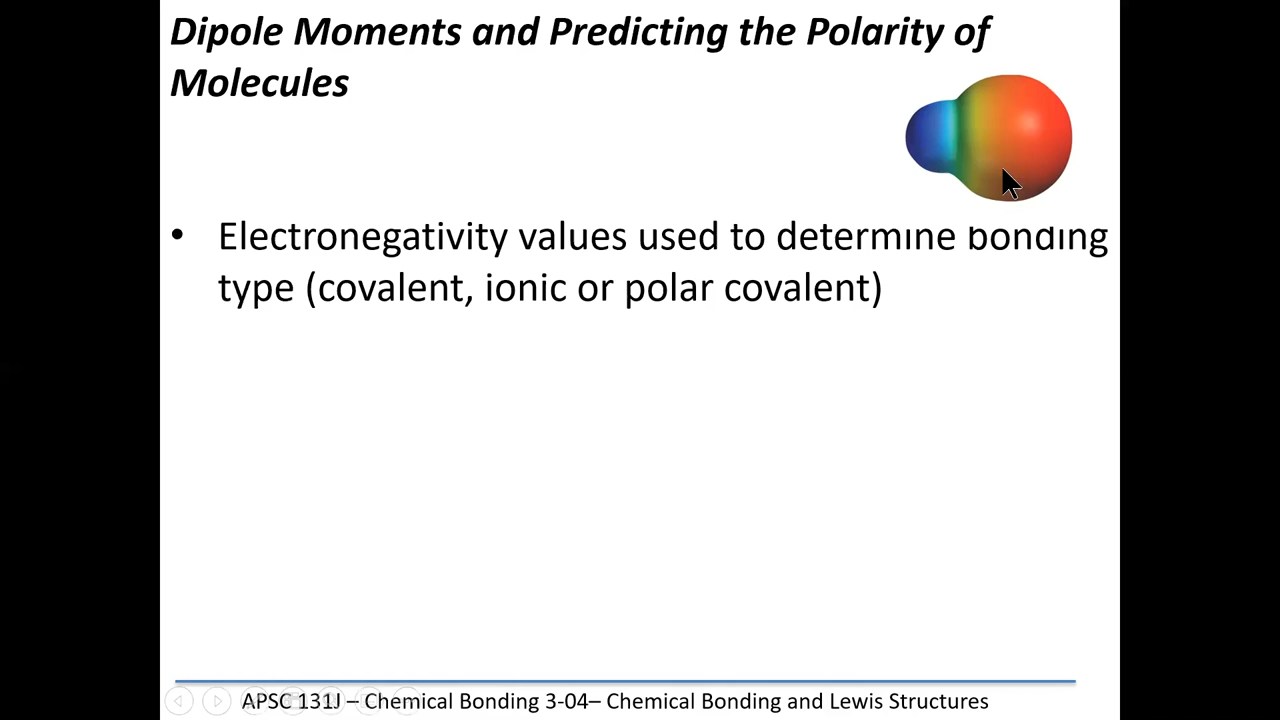 Dipole Moments and Predicting the Polarity of
Molecules
• Electronegativity values used to determine bonding
type (covalent, ionic or polar covalent)
APSC 131J – Chemical Bonding 3-04– Chemical Bonding and Lewis Structures